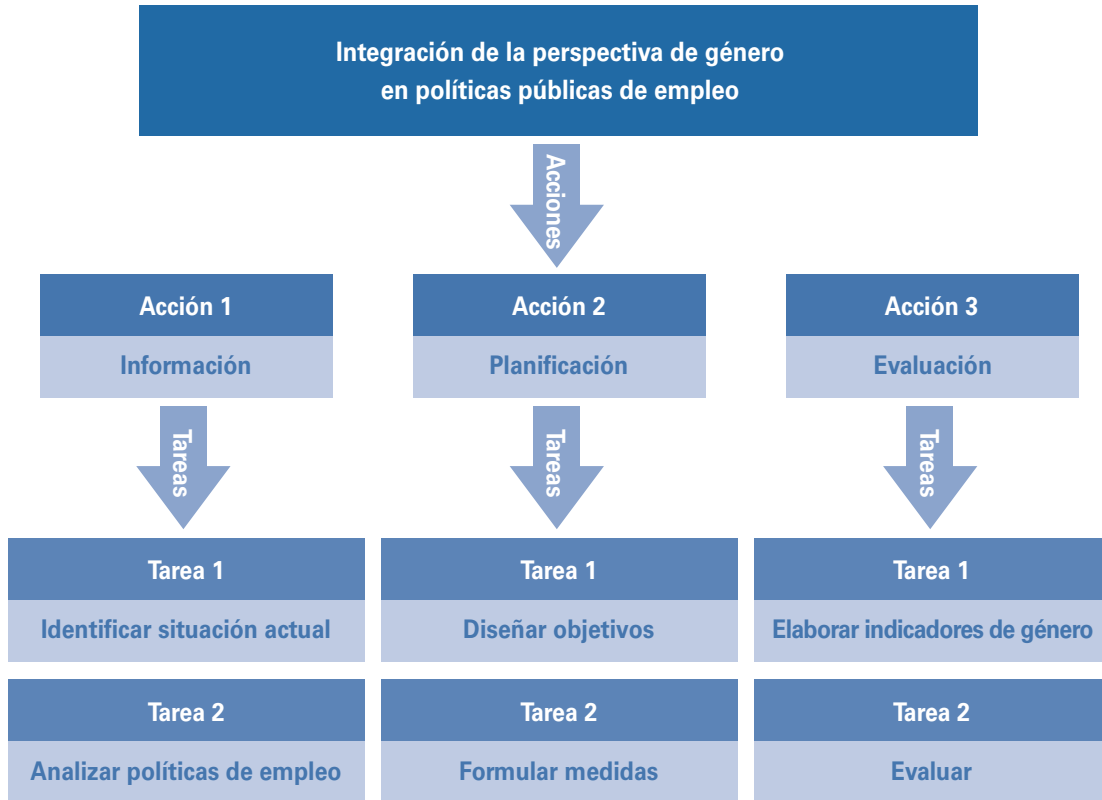 Integración de la perspectiva de género
en políticas públicas de empleo
Acciones
Acción 1
Información
Acción 2
Planificación
Acción 3
Evaluación
Tareas
Tareas
Tareas
Tarea 1
Identificar situación actual
Tarea 1
Diseñar objetivos
Tarea 1
Elaborar indicadores de género
Tarea 2
Analizar políticas de empleo
Tarea 2
Formular medidas
Tarea 2
Evaluar